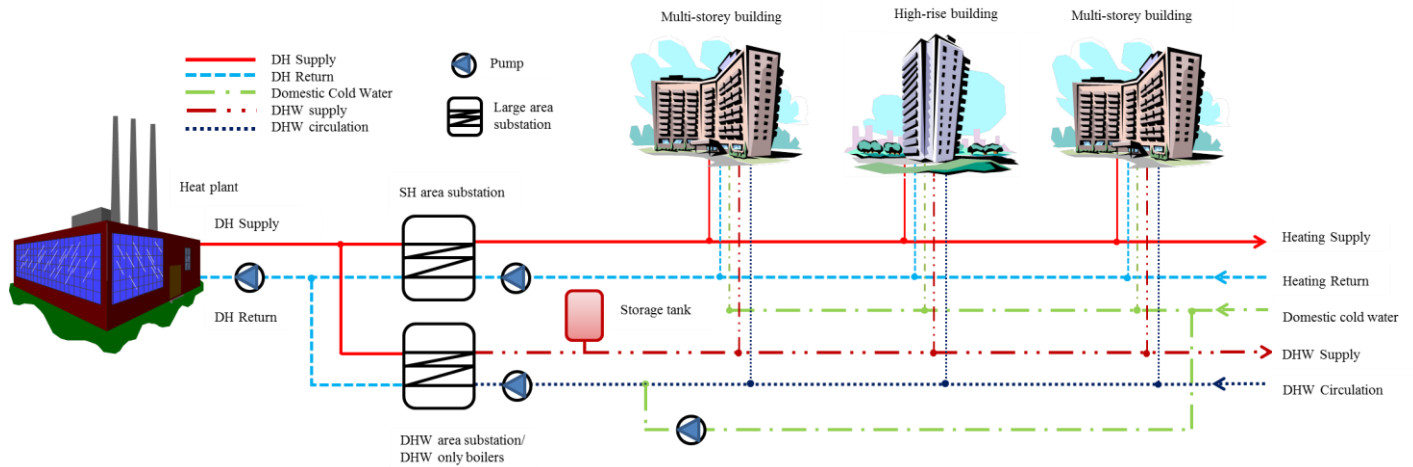 Multi-storey building
High-rise building
Multi-storey building
DH Supply
DH Return
Domestic Cold Water
DHW supply
DHW circulation
Pump
Large area
substation
Heat plant
SH area substation
DH Supply
Heating Supply
Heating Return
DH Return
Storage tank
Domestic cold water
DHW Supply
DHW Circulation
DHW area substation/
DHW only boilers